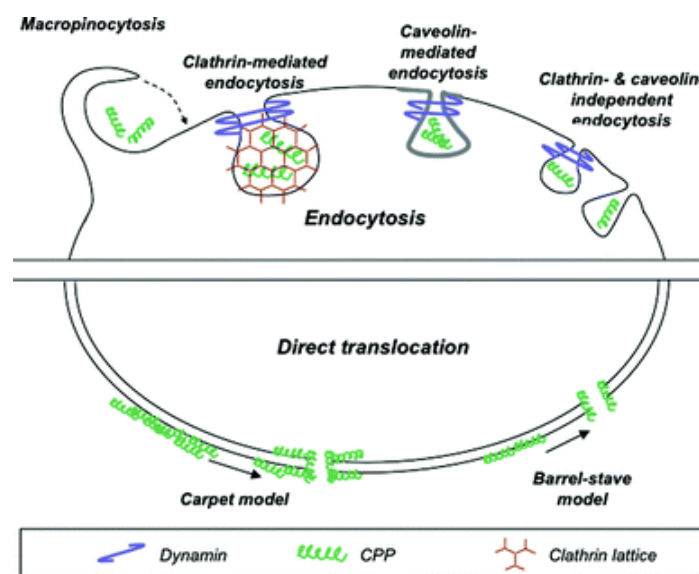 Macropinocytosis
Clathrin-mediated
endocytosis
Caveolin-
mediated
endocytosis
Clathrin- & caveolin
independent
endocytosis
Endocytosis
Direct translocation
Carpet model
Barrel-stave
model
Dynamin
CPP
Clathrin lattice